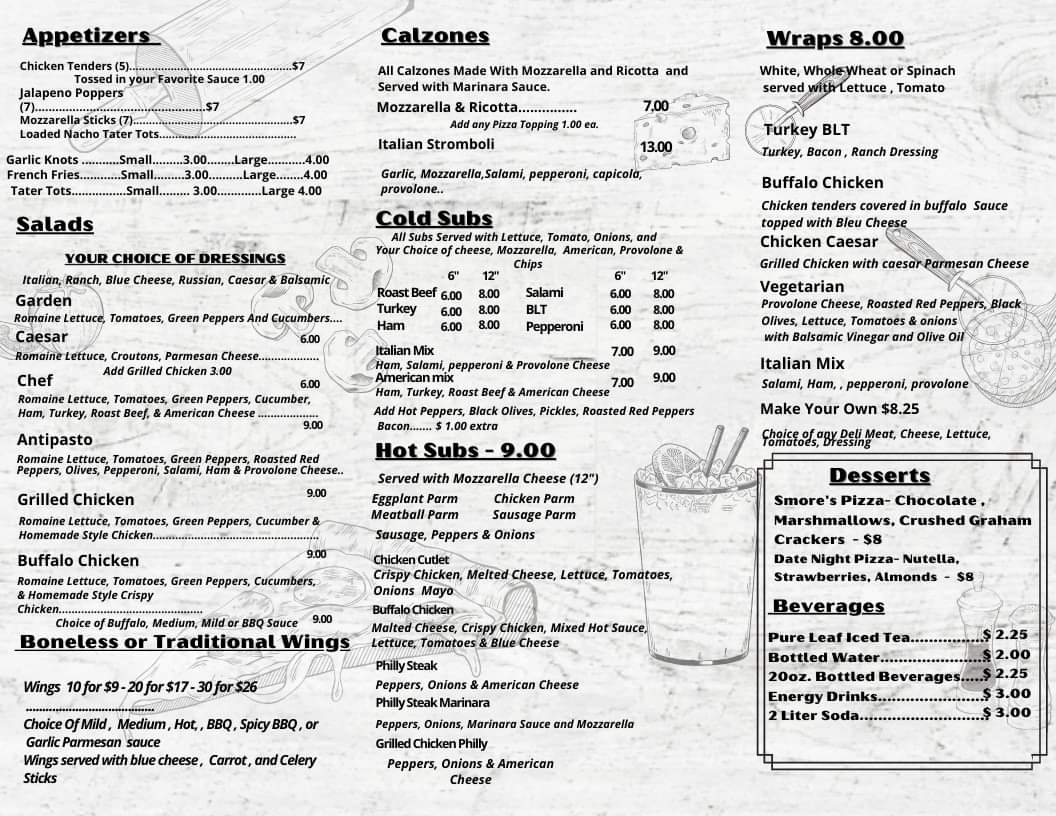 Appetizers
Chicken Tenders (5)......................................................$7
Tossed in your Favorite Sauce 1.00
Jalapeno Poppers
(7).........................................................$7
Mozzarella Sticks (7).....................................................$7
Loaded Nacho Tater Tots.............................................
Garlic Knots ...........Small.........3.00........Large...........4.00
French Fries...........Small.........3.00.........Large........4.00
Tater Tots................Small......... 3.00.............Large 4.00
Salads
YOUR CHOICE OF DRESSINGS
Italian, Ranch, Blue Cheese, Russian, Caesar & Balsamic
Garden
Romaine Lettuce, Tomatoes, Green Peppers And Cucumbers....
6.00
Caesar
Romaine Lettuce, Croutons, Parmesan Cheese...................
Add Grilled Chicken 3.00
6.00
Chef
Romaine Lettuce, Tomatoes, Green Peppers, Cucumber,
Ham, Turkey, Roast Beef, & American Cheese ..................
9.00
Antipasto
Romaine Lettuce, Tomatoes, Green Peppers, Roasted Red
Peppers, Olives, Pepperoni, Salami, Ham & Provolone Cheese..
9.00
Grilled Chicken
Romaine Lettuce, Tomatoes, Green Peppers, Cucumber &
Homemade Style Chicken..................................................
9.00
Buffalo Chicken
Romaine Lettuce, Tomatoes, Green Peppers, Cucumbers,
& Homemade Style Crispy
Chicken...........................................
Choice of Buffalo, Medium, Mild or BBQ Sauce 9.00
Boneless or Traditional Wings
Wings 10 for $9 - 20 for $17 - 30 for $26
..............................................
Choice Of Mild , Medium , Hot, , BBQ , Spicy BBQ , or
Garlic Parmesan sauce
Wings served with blue cheese , Carrot , and Celery
Sticks
Calzones
All Calzones Made With Mozzarella and Ricotta and
Served with Marinara Sauce.
Mozzarella & Ricotta............... 7.00
Add any Pizza Topping 1.00 ea.
Italian Stromboli 13.00
Garlic, Mozzarella,Salami, pepperoni, capicola,
provolone..
Cold Subs
All Subs Served with Lettuce, Tomato, Onions, and
Your Choice of cheese, Mozzarella, American, Provolone &
Chips
6" 12" 6" 12"
Roast Beef 6.00 8.00 Salami 6.00 8.00
Turkey 6.00 8.00 BLT 6.00 8.00
Ham 6.00 8.00 Pepperoni 6.00 8.00
Italian Mix 7.00 9.00
Ham, Salami, pepperoni & Provolone Cheese
American mix 7.00 9.00
Ham, Turkey, Roast Beef & American Cheese
Add Hot Peppers, Black Olives, Pickles, Roasted Red Peppers
Bacon....... $ 1.00 extra
Hot Subs - 9.00
Served with Mozzarella Cheese (12")
Eggplant Parm Chicken Parm
Meatball Parm Sausage Parm
Sausage, Peppers & Onions
Chicken Cutlet
Crispy Chicken, Melted Cheese, Lettuce, Tomatoes,
Onions Mayo
Buffalo Chicken
Malted Cheese, Crispy Chicken, Mixed Hot Sauce,
Lettuce, Tomatoes & Blue Cheese
Philly Steak
Peppers, Onions & American Cheese
Philly Steak Marinara
Peppers, Onions, Marinara Sauce and Mozzarella
Grilled Chicken Philly
Peppers, Onions & American
Cheese
Wraps 8.00
White, Whole Wheat or Spinach
served with Lettuce , Tomato
Turkey BLT
Turkey, Bacon , Ranch Dressing
Buffalo Chicken
Chicken tenders covered in buffalo Sauce
topped with Bleu Cheese
Chicken Caesar
Grilled Chicken with caesar Parmesan Cheese
Vegetarian
Provolone Cheese, Roasted Red Peppers, Black
Olives, Lettuce, Tomatoes & onions
with Balsamic Vinegar and Olive Oil
Italian Mix
Salami, Ham, , pepperoni, provolone
Make Your Own $8.25
Choice of any Deli Meat, Cheese, Lettuce,
Tomatoes, Dressing
Desserts
Smore's Pizza- Chocolate ,
Marshmallows, Crushed Graham
Crackers - $8
Date Night Pizza- Nutella,
Strawberries, Almonds - $8
Beverages
Pure Leaf Iced Tea................$ 2.25
Bottled Water.......................$ 2.00
20oz. Bottled Beverages.....$ 2.25
Energy Drinks.......................$ 3.00
2 Liter Soda...........................$ 3.00